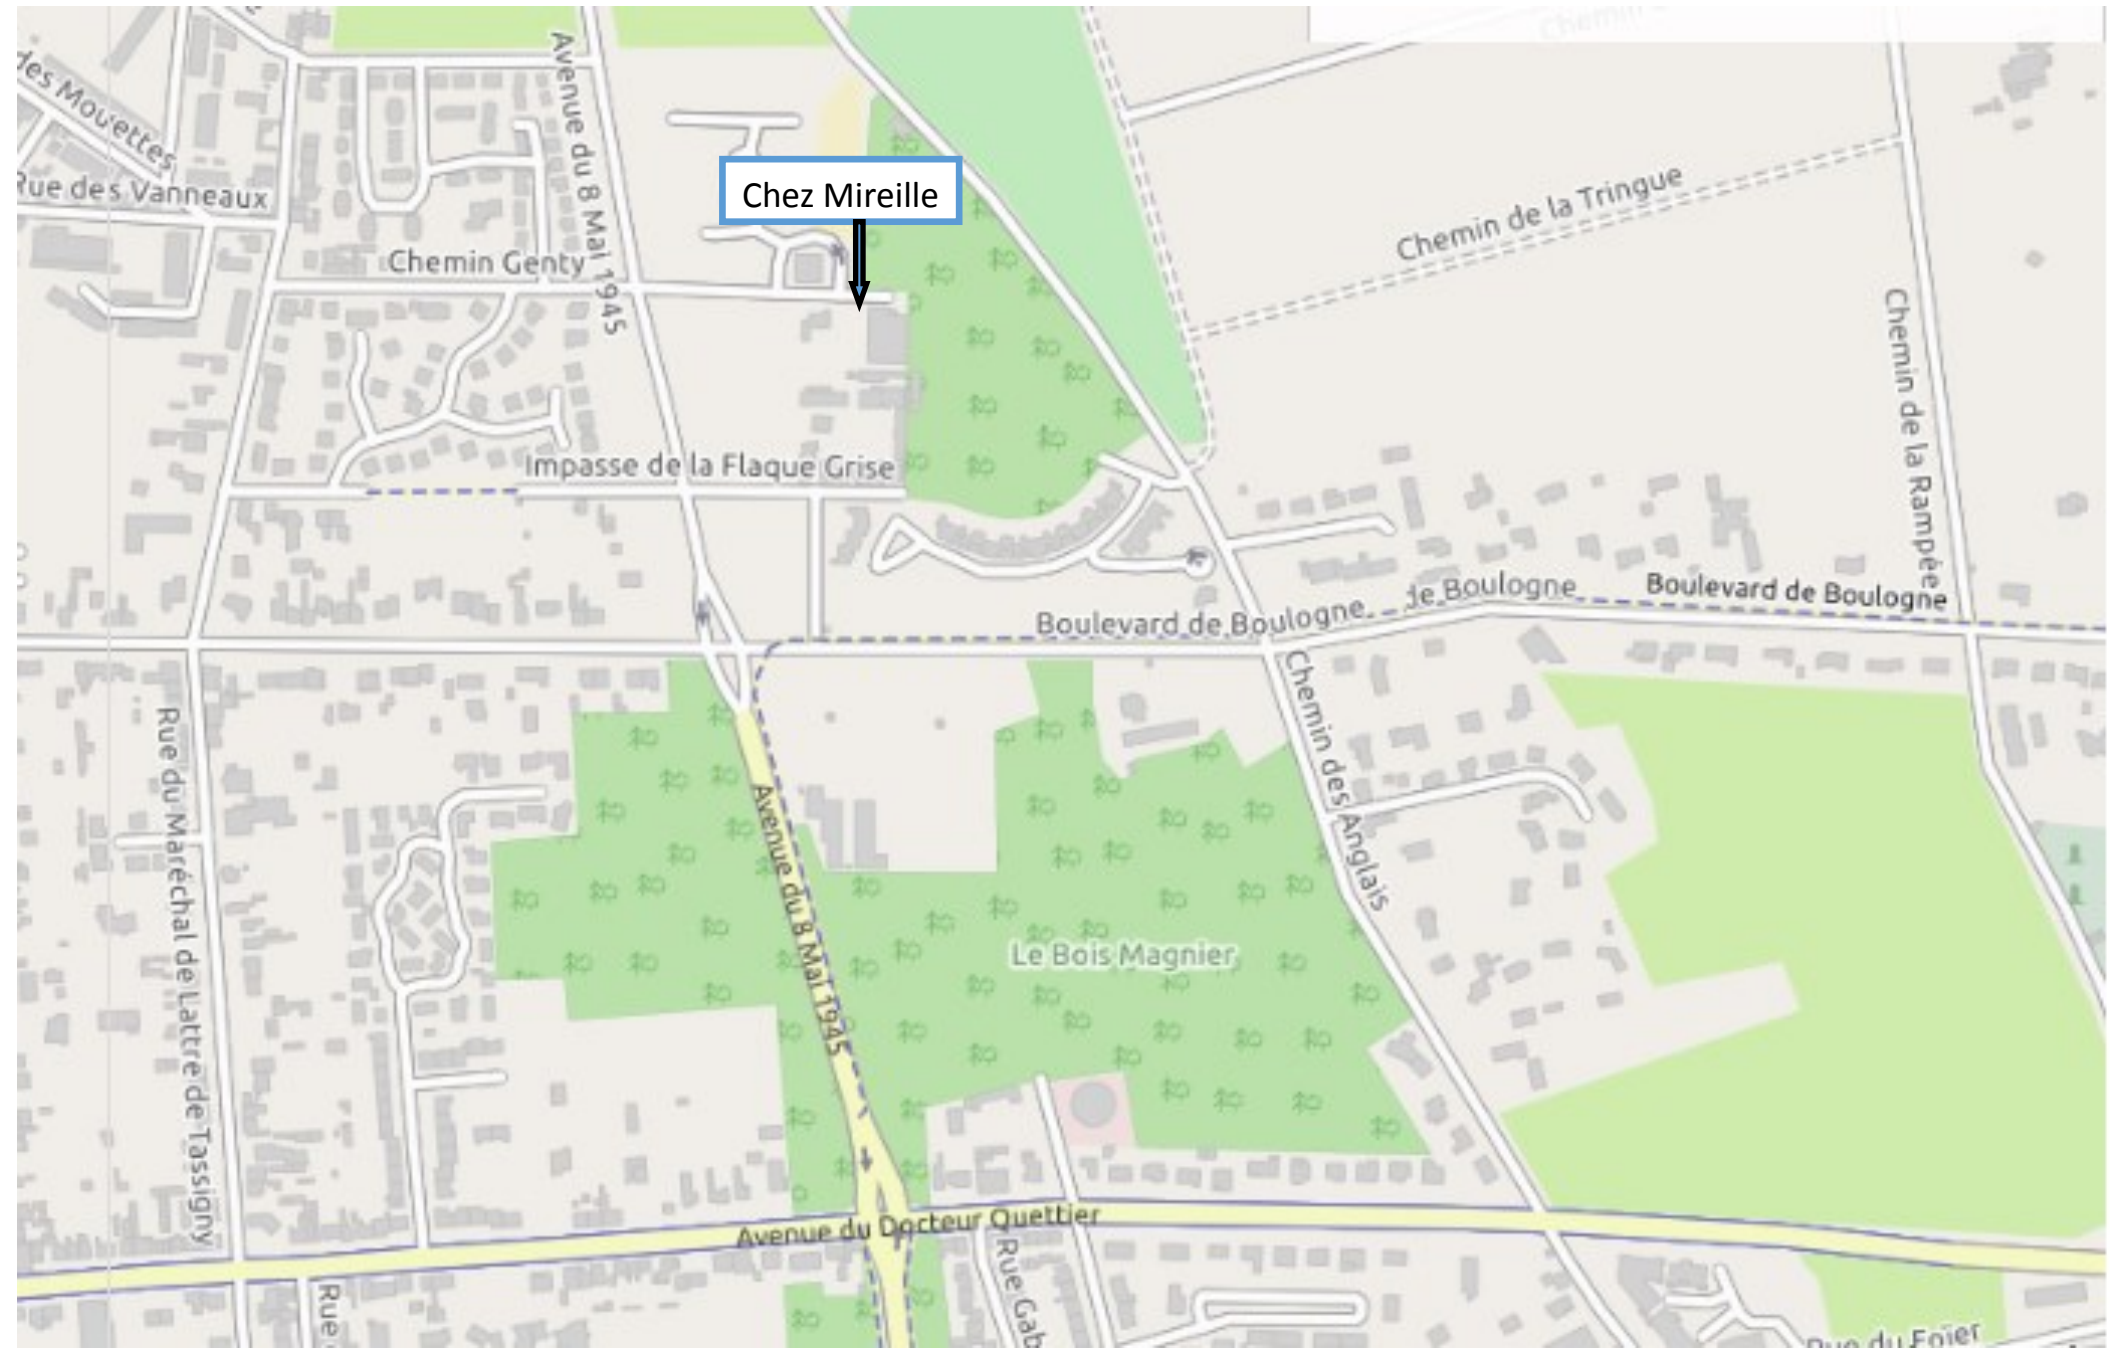 des Mouettes
Rue des Vanneaux
Avenue du 8 Mai 1945
Chez Mireille
Chemin Genty
Chemin de la Tringue
Chemin de la Rampée
Impasse de la Flaque Grise
Boulevard de Boulogne
de Boulogne
Boulevard de Boulogne
Chemin des Anglais
Rue du Maréchal de Lattre de Tassigny
Avenue du 8 Mai 1945
Le Bois Magnier
Avenue du Docteur Quettier
Rue
Rue Gab
Rue du Foier